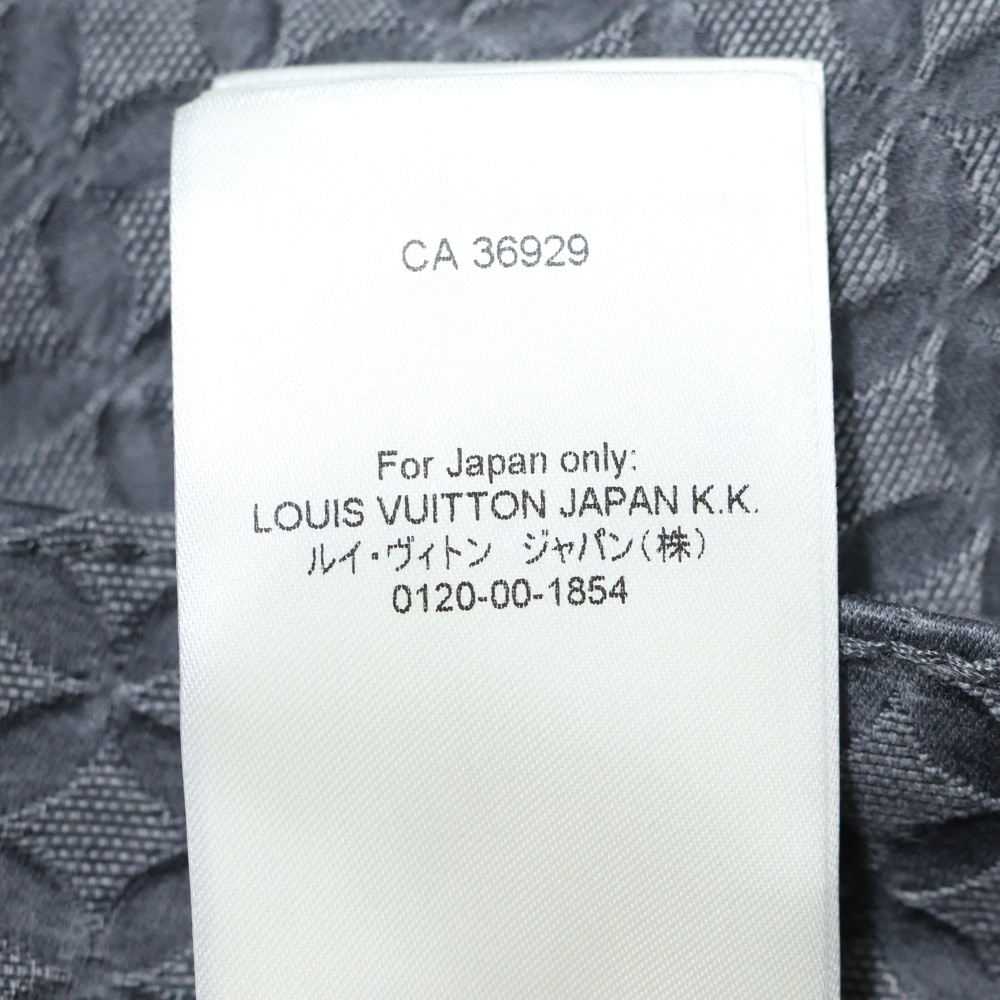 CA 36929
For Japan only:
LOUIS VUITTON JAPAN K.K.
ルイ・ヴィトン　ジャパン(株)
0120-00-1854